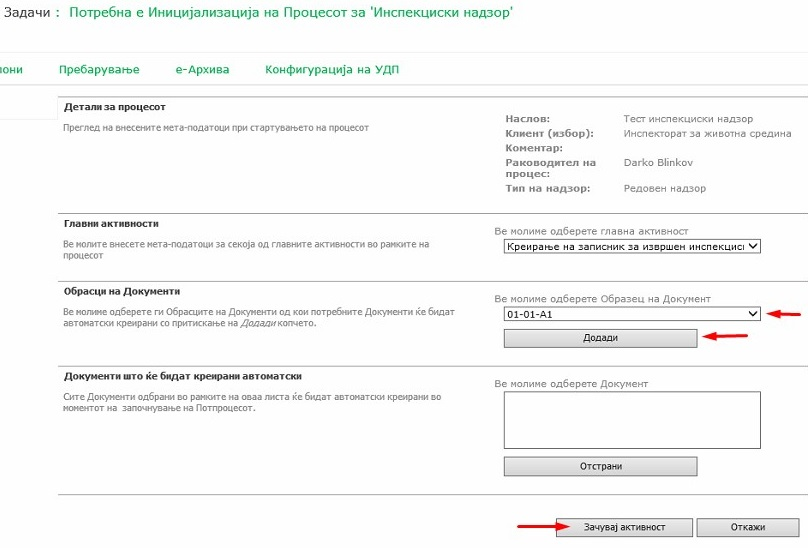 Задачи : Потребна е Иницијализација на Процесот за 'Инспекциски надзор'
Пребарување е-Архива Конфигурација на УДП
Детали за процесот
Преглед на внесените мета-податоци при стартувањето на процесот
Наслов: Тест инспекциски надзор
Клиент (избор): Инспекторат за животна средина
Коментар:
Раководител на процес: Darko Blinkov
Тип на надзор: Редовен надзор
Главни активности
Ве молите внесете мета-податоци за секоја од главните активности во рамките на
процесот
Ве молиме одберете главна активност
Креирање на записник за извршен инспекциск
Обрасци на Документи
Ве молиме одберете ги Обрасците на Документи од кои потребните Документи ќе бидат
автоматски креирани со притискање на Додади копчето.
Ве молиме одберете Образец на Документ
01-01-A1
Додади
Документи што ќе бидат креирани автоматски
Сите Документи одбрани во рамките на оваа листа ќе бидат автоматски креирани во
моментот на започнување на Потпроцесот.
Ве молиме одберете Документ
Отстрани
Зачувај активност Откажи